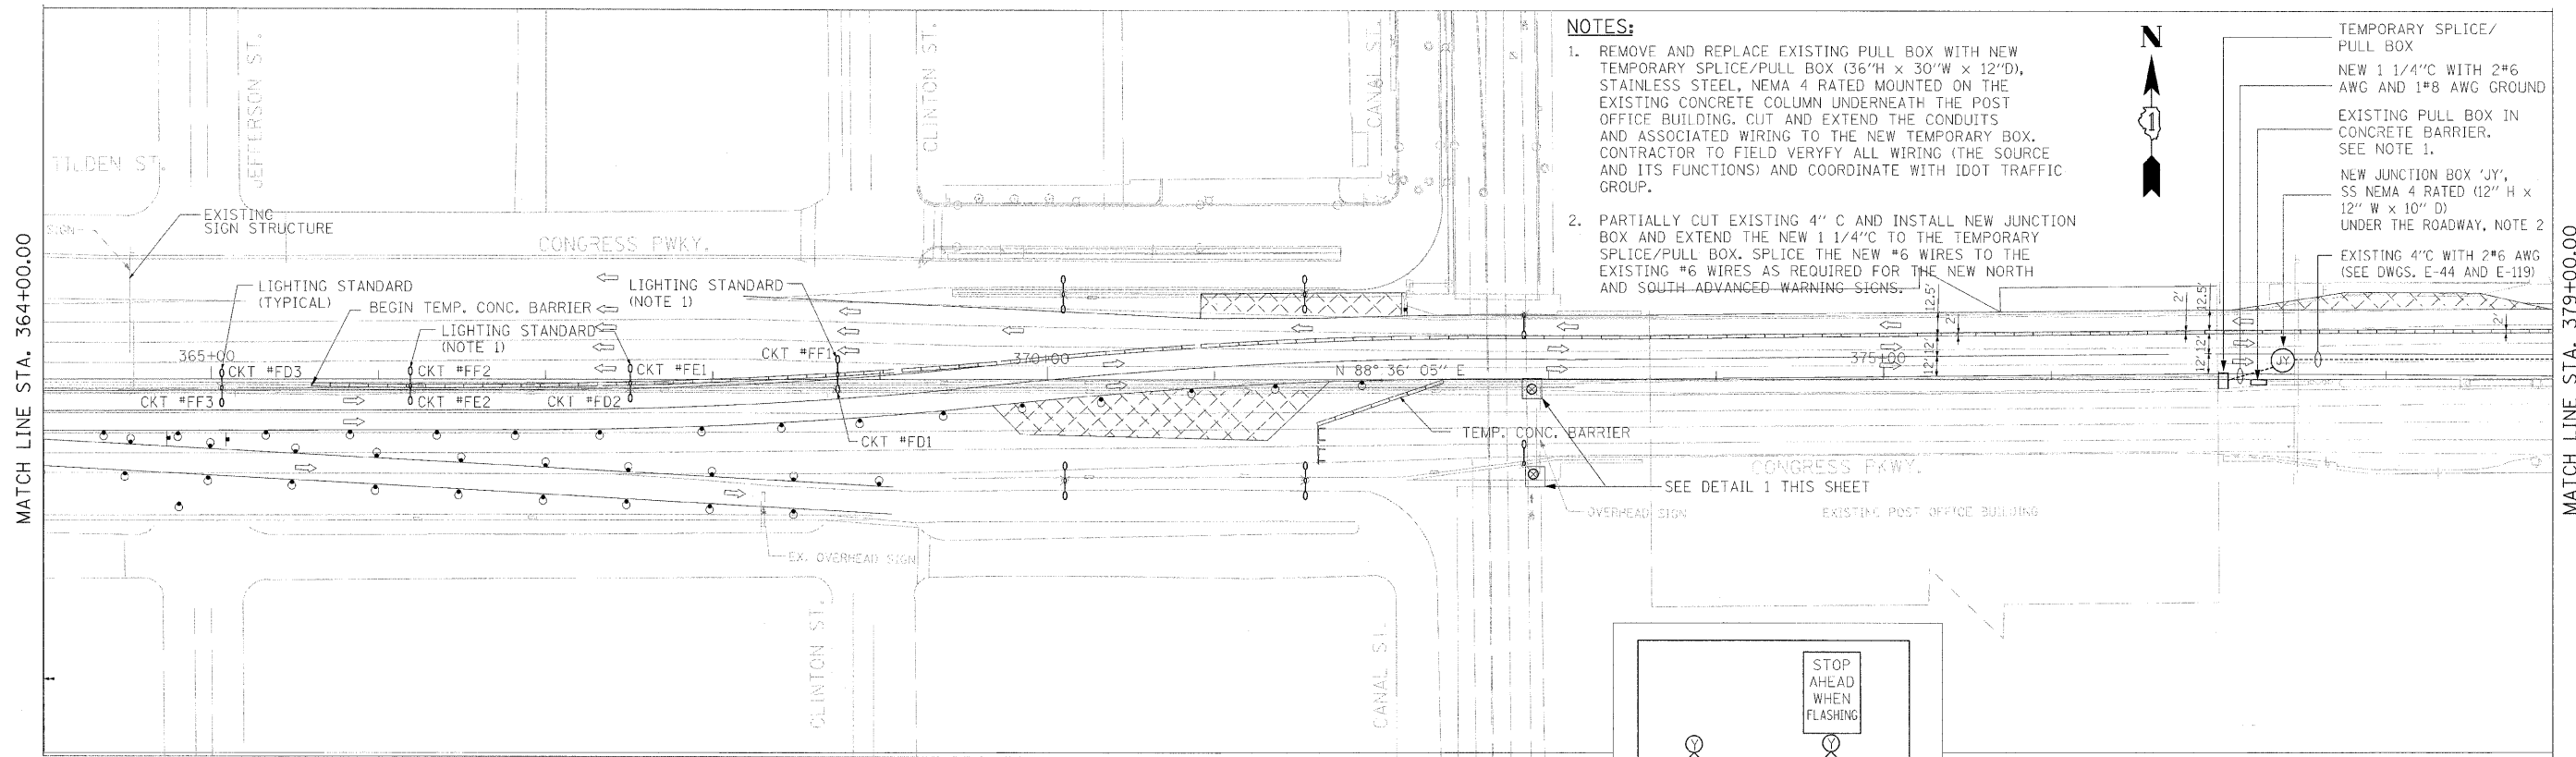 NOTES:
1. REMOVE AND REPLACE EXISTING PULL BOX WITH NEW
TEMPORARY SPLICE/PULL BOX (36"H x 30"W x 12"D),
STAINLESS STEEL, NEMA 4 RATED MOUNTED ON THE
EXISTING CONCRETE COLUMN UNDERNEATH THE POST
OFFICE BUILDING. CUT AND EXTEND THE CONDUITS
AND ASSOCIATED WIRING TO THE NEW TEMPORARY BOX.
CONTRACTOR TO FIELD VERYFY ALL WIRING (THE SOURCE
AND ITS FUNCTIONS) AND COORDINATE WITH IDOT TRAFFIC
GROUP.
2. PARTIALLY CUT EXISTING 4" C AND INSTALL NEW JUNCTION
BOX AND EXTEND THE NEW 1 1/4"C TO THE TEMPORARY
SPLICE/PULL BOX. SPLICE THE NEW #6 WIRES TO THE
EXISTING #6 WIRES AS REQUIRED FOR THE NEW NORTH
AND SOUTH ADVANCED WARNING SIGNS.
N
1
TEMPORARY SPLICE/
PULL BOX
NEW 1 1/4"C WITH 2#6
AWG AND 1#8 AWG GROUND
EXISTING PULL BOX IN
CONCRETE BARRIER.
SEE NOTE 1.
NEW JUNCTION BOX 'JY',
SS NEMA 4 RATED (12" H x
12" W x 10" D)
UNDER THE ROADWAY, NOTE 2
EXISTING 4"C WITH 2#6 AWG
(SEE DWGS. E-44 AND E-119)
MATCH LINE STA. 364+00.00
MATCH LINE STA. 379+00.00
TILDEN ST.
JEFFERSON ST.
CLINTON ST.
CANAL ST.
SIGN
EXISTING
SIGN STRUCTURE
CONGRESS PWKY.
LIGHTING STANDARD
(TYPICAL)
BEGIN TEMP. CONC. BARRIER
LIGHTING STANDARD
(NOTE 1)
LIGHTING STANDARD
(NOTE 1)
365+00
370+00
375+00
CKT #FD3
CKT #FF2
CKT #FE1
CKT #FF1
CKT #FF3
CKT #FE2
CKT #FD2
CKT #FD1
N 88° 36' 05" E
12.5'
2'
2'
12'
12'
2'
12.5'
12'
12'
2'
JY
TEMP. CONC. BARRIER
CONGRESS PKWY.
SEE DETAIL 1 THIS SHEET
OVERHEAD SIGN
EXISTING POST OFFICE BUILDING
EX. OVERHEAD SIGN
CLINTON ST.
CANAL ST.
STOP
AHEAD
WHEN
FLASHING
Y
Y